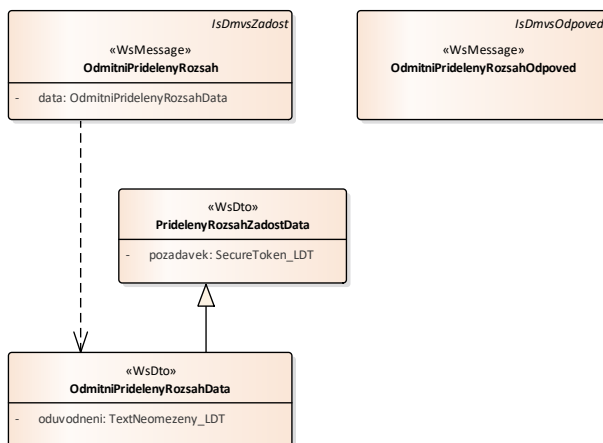 IsDmvsZadost
«WsMessage»
OdmitniPridelenyRozsah
- data: OdmitniPridelenyRozsahData
IsDmvsOdpoved
«WsMessage»
OdmitniPridelenyRozsahOdpoved
«WsDto»
PridelenyRozsahZadostData
- pozadavek: SecureToken_LDT
«WsDto»
OdmitniPridelenyRozsahData
- oduvodneni: TextNeomezeny_LDT